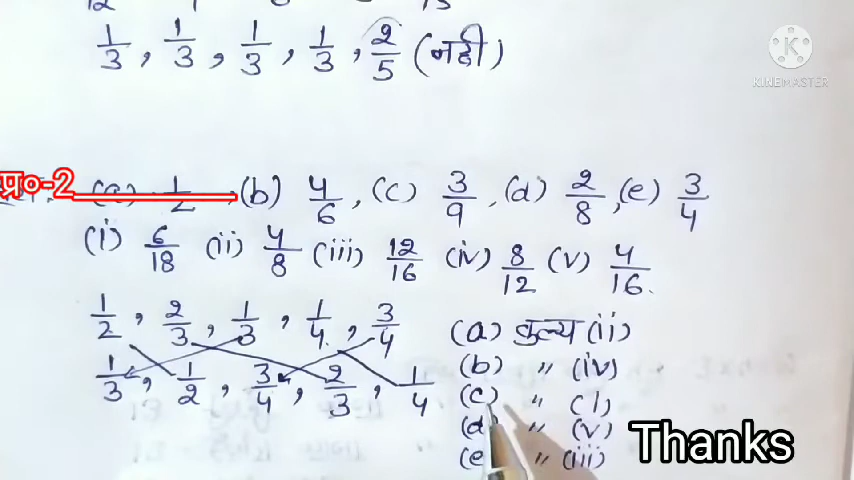 12 15
1/3, 1/3, 1/3, 1/3, 2/5 (नही)
K
KINEMASTER
प्र०-2 (a) 1/2, (b) 4/6, (c) 3/9, (d) 2/8, (e) 3/4
(i) 6/18 (ii) 4/8 (iii) 12/16 (iv) 8/12 (v) 4/16.
1/2, 2/3, 1/3, 1/4, 3/4
1/3, 1/2, 3/4, 2/3, 1/4
(a) तुल्य (ii)
(b) " (iv)
(c) " (i)
(d) " (v)
(e) " (iii)
Thanks